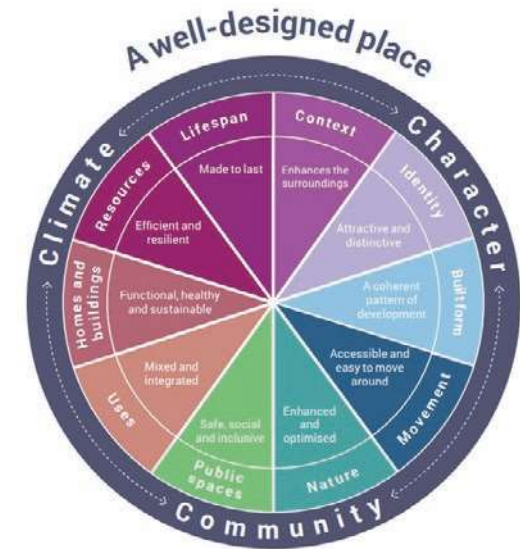 A well-designed place
Climate
Character
Community
Context
Enhances the
surroundings
Identity
Attractive and
distinctive
Built form
A coherent
pattern of
development
Movement
Accessible and
easy to move
around
Nature
Enhanced
and
optimised
Public
spaces
Safe, social
and inclusive
Uses
Mixed and
integrated
Homes and
buildings
Functional, healthy
and sustainable
Resources
Efficient and
resilient
Lifespan
Made to last